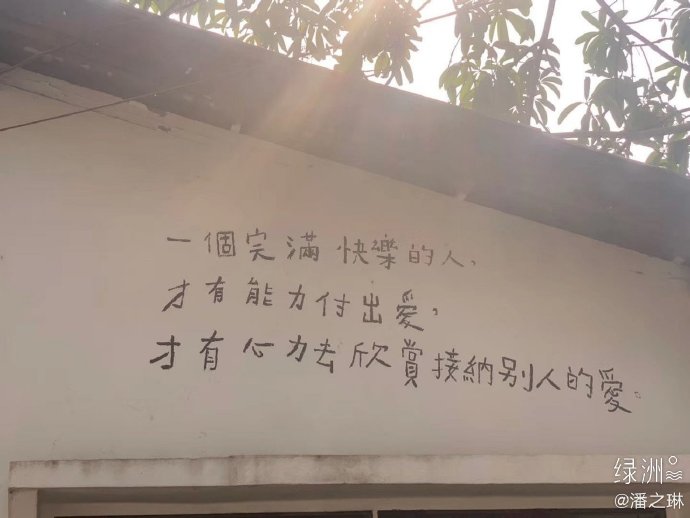 一個完滿快樂的人,
才有能力付出愛,
才有心力去欣賞接納別人的愛。
绿洲
@潘之琳